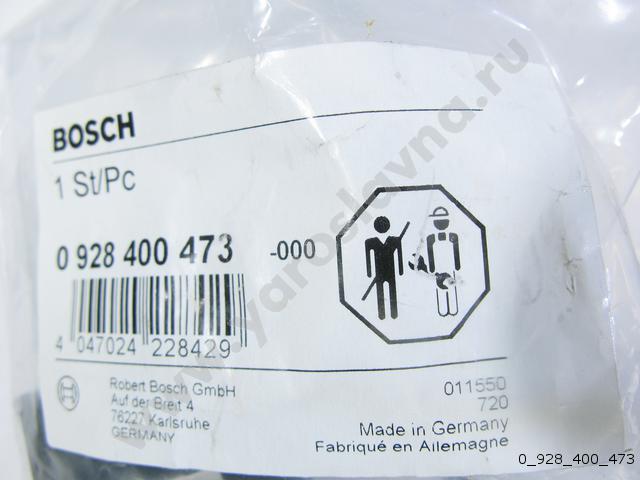 BOSCH
1 St/Pc
0 928 400 473 -000
4 047024 228429
Robert Bosch GmbH
Auf der Breit 4
76227 Karlsruhe
GERMANY
011550
720
Made in Germany
Fabriqué en Allemagne
www.yaroslavna.ru
0_928_400_473